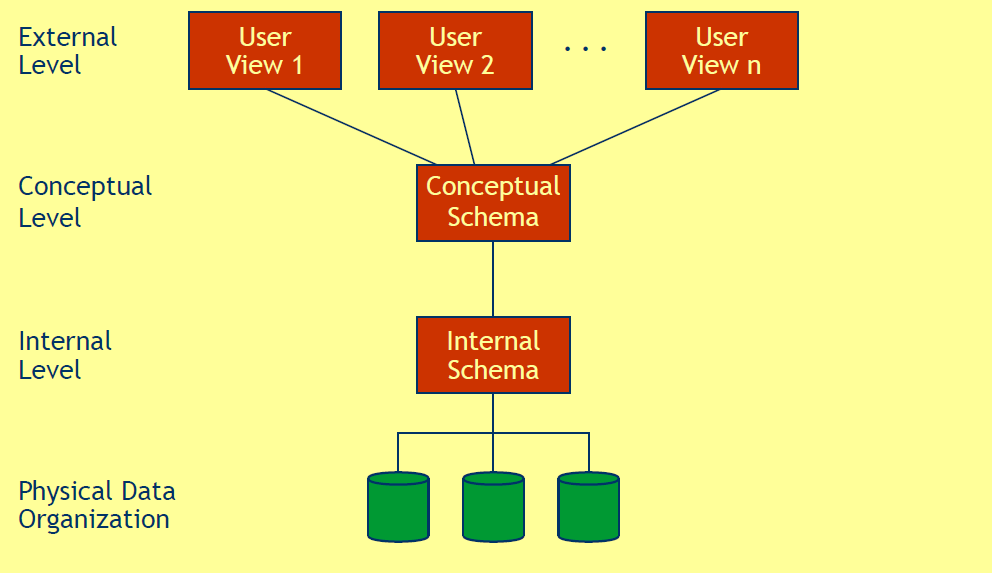 External
Level
User
View 1
User
View 2
. . .
User
View n
Conceptual
Level
Conceptual
Schema
Internal
Level
Internal
Schema
Physical Data
Organization